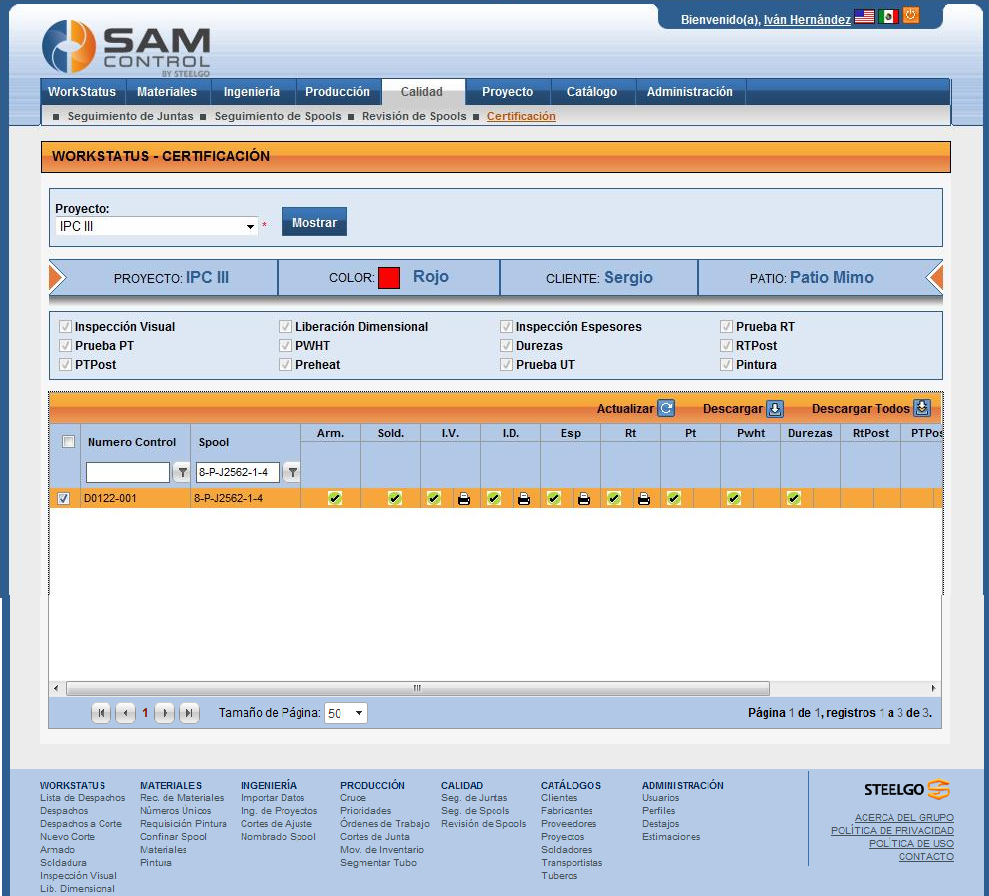 Bienvenido(a), Iván Hernández
SAM
CONTROL
BY STEELGO
WorkStatus Materiales Ingeniería Producción Calidad Proyecto Catálogo Administración
Seguimiento de Juntas Seguimiento de Spools Revisión de Spools Certificación
WORKSTATUS - CERTIFICACIÓN
Proyecto:
IPC III * Mostrar
PROYECTO: IPC III COLOR: Rojo CLIENTE: Sergio PATIO: Patio Mimo
Inspección Visual Liberación Dimensional Inspección Espesores Prueba RT
Prueba PT PWHT Durezas RTPost
PTPost Preheat Prueba UT Pintura
Actualizar Descargar Descargar Todos
Numero Control Spool Arm. Sold. I.V. I.D. Esp Rt Pt Pwht Durezas RtPost PTPos
8-P-J2562-1-4
D0122-001 8-P-J2562-1-4
1 Tamaño de Página: 50 Página 1 de 1, registros 1 a 3 de 3.
WORKSTATUS MATERIALES INGENIERÍA PRODUCCIÓN CALIDAD CATÁLOGOS ADMINISTRACIÓN STEELGO
Lista de Despachos Rec. de Materiales Importar Datos Cruce Seg. de Juntas Clientes Usuarios
Despachos Números Unicos Ing. de Proyectos Prioridades Seg. de Spools Fabricantes Perfiles
Despachos a Corte Requisición Pintura Cortes de Ajuste Órdenes de Trabajo Revisión de Spools Proveedores Destajos
Nuevo Corte Confinar Spool Nombrado Spool Cortes de Junta Proyectos Estimaciones
Armado Materiales Mov. de Inventario Soldadores
Soldadura Pintura Segmentar Tubo Transportistas
Inspección Visual Tuberos
Lib. Dimensional
ACERCA DEL GRUPO
POLÍTICA DE PRIVACIDAD
POLÍTICA DE USO
CONTACTO